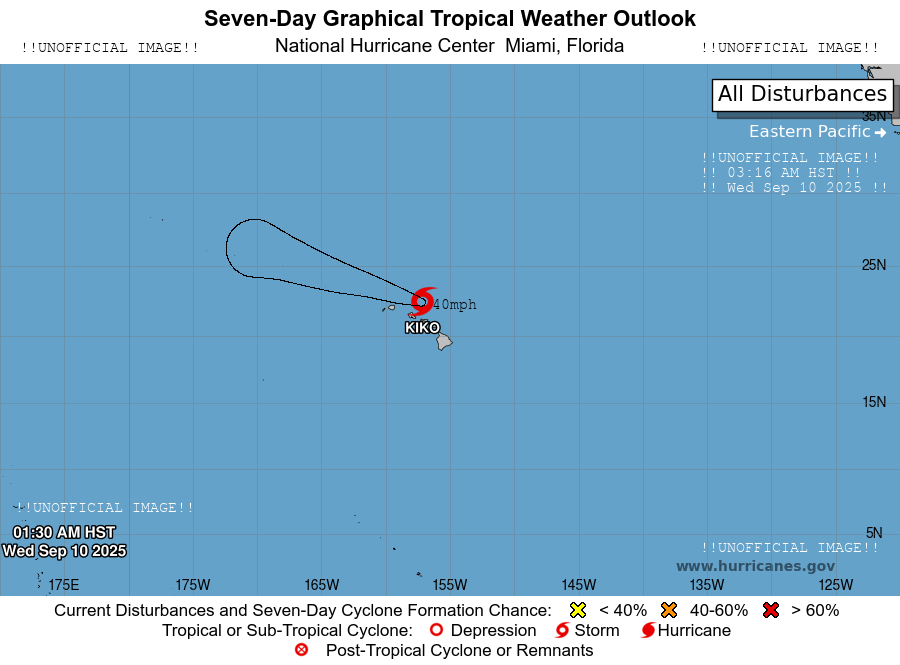 Seven-Day Graphical Tropical Weather Outlook
!!UNOFFICIAL IMAGE!! National Hurricane Center Miami, Florida !!UNOFFICIAL IMAGE!!
All Disturbances
35N
Eastern Pacific
!!UNOFFICIAL IMAGE!!
!! 03:16 AM HST !!
!! Wed Sep 10 2025 !!
25N
40mph
KIKO
15N
!!UNOFFICIAL IMAGE!!
01:30 AM HST
Wed Sep 10 2025
5N
!!UNOFFICIAL IMAGE!!
www.hurricanes.gov
175E 175W 165W 155W 145W 135W 125W
Current Disturbances and Seven-Day Cyclone Formation Chance: < 40% 40-60% > 60%
Tropical or Sub-Tropical Cyclone: Depression Storm Hurricane
Post-Tropical Cyclone or Remnants